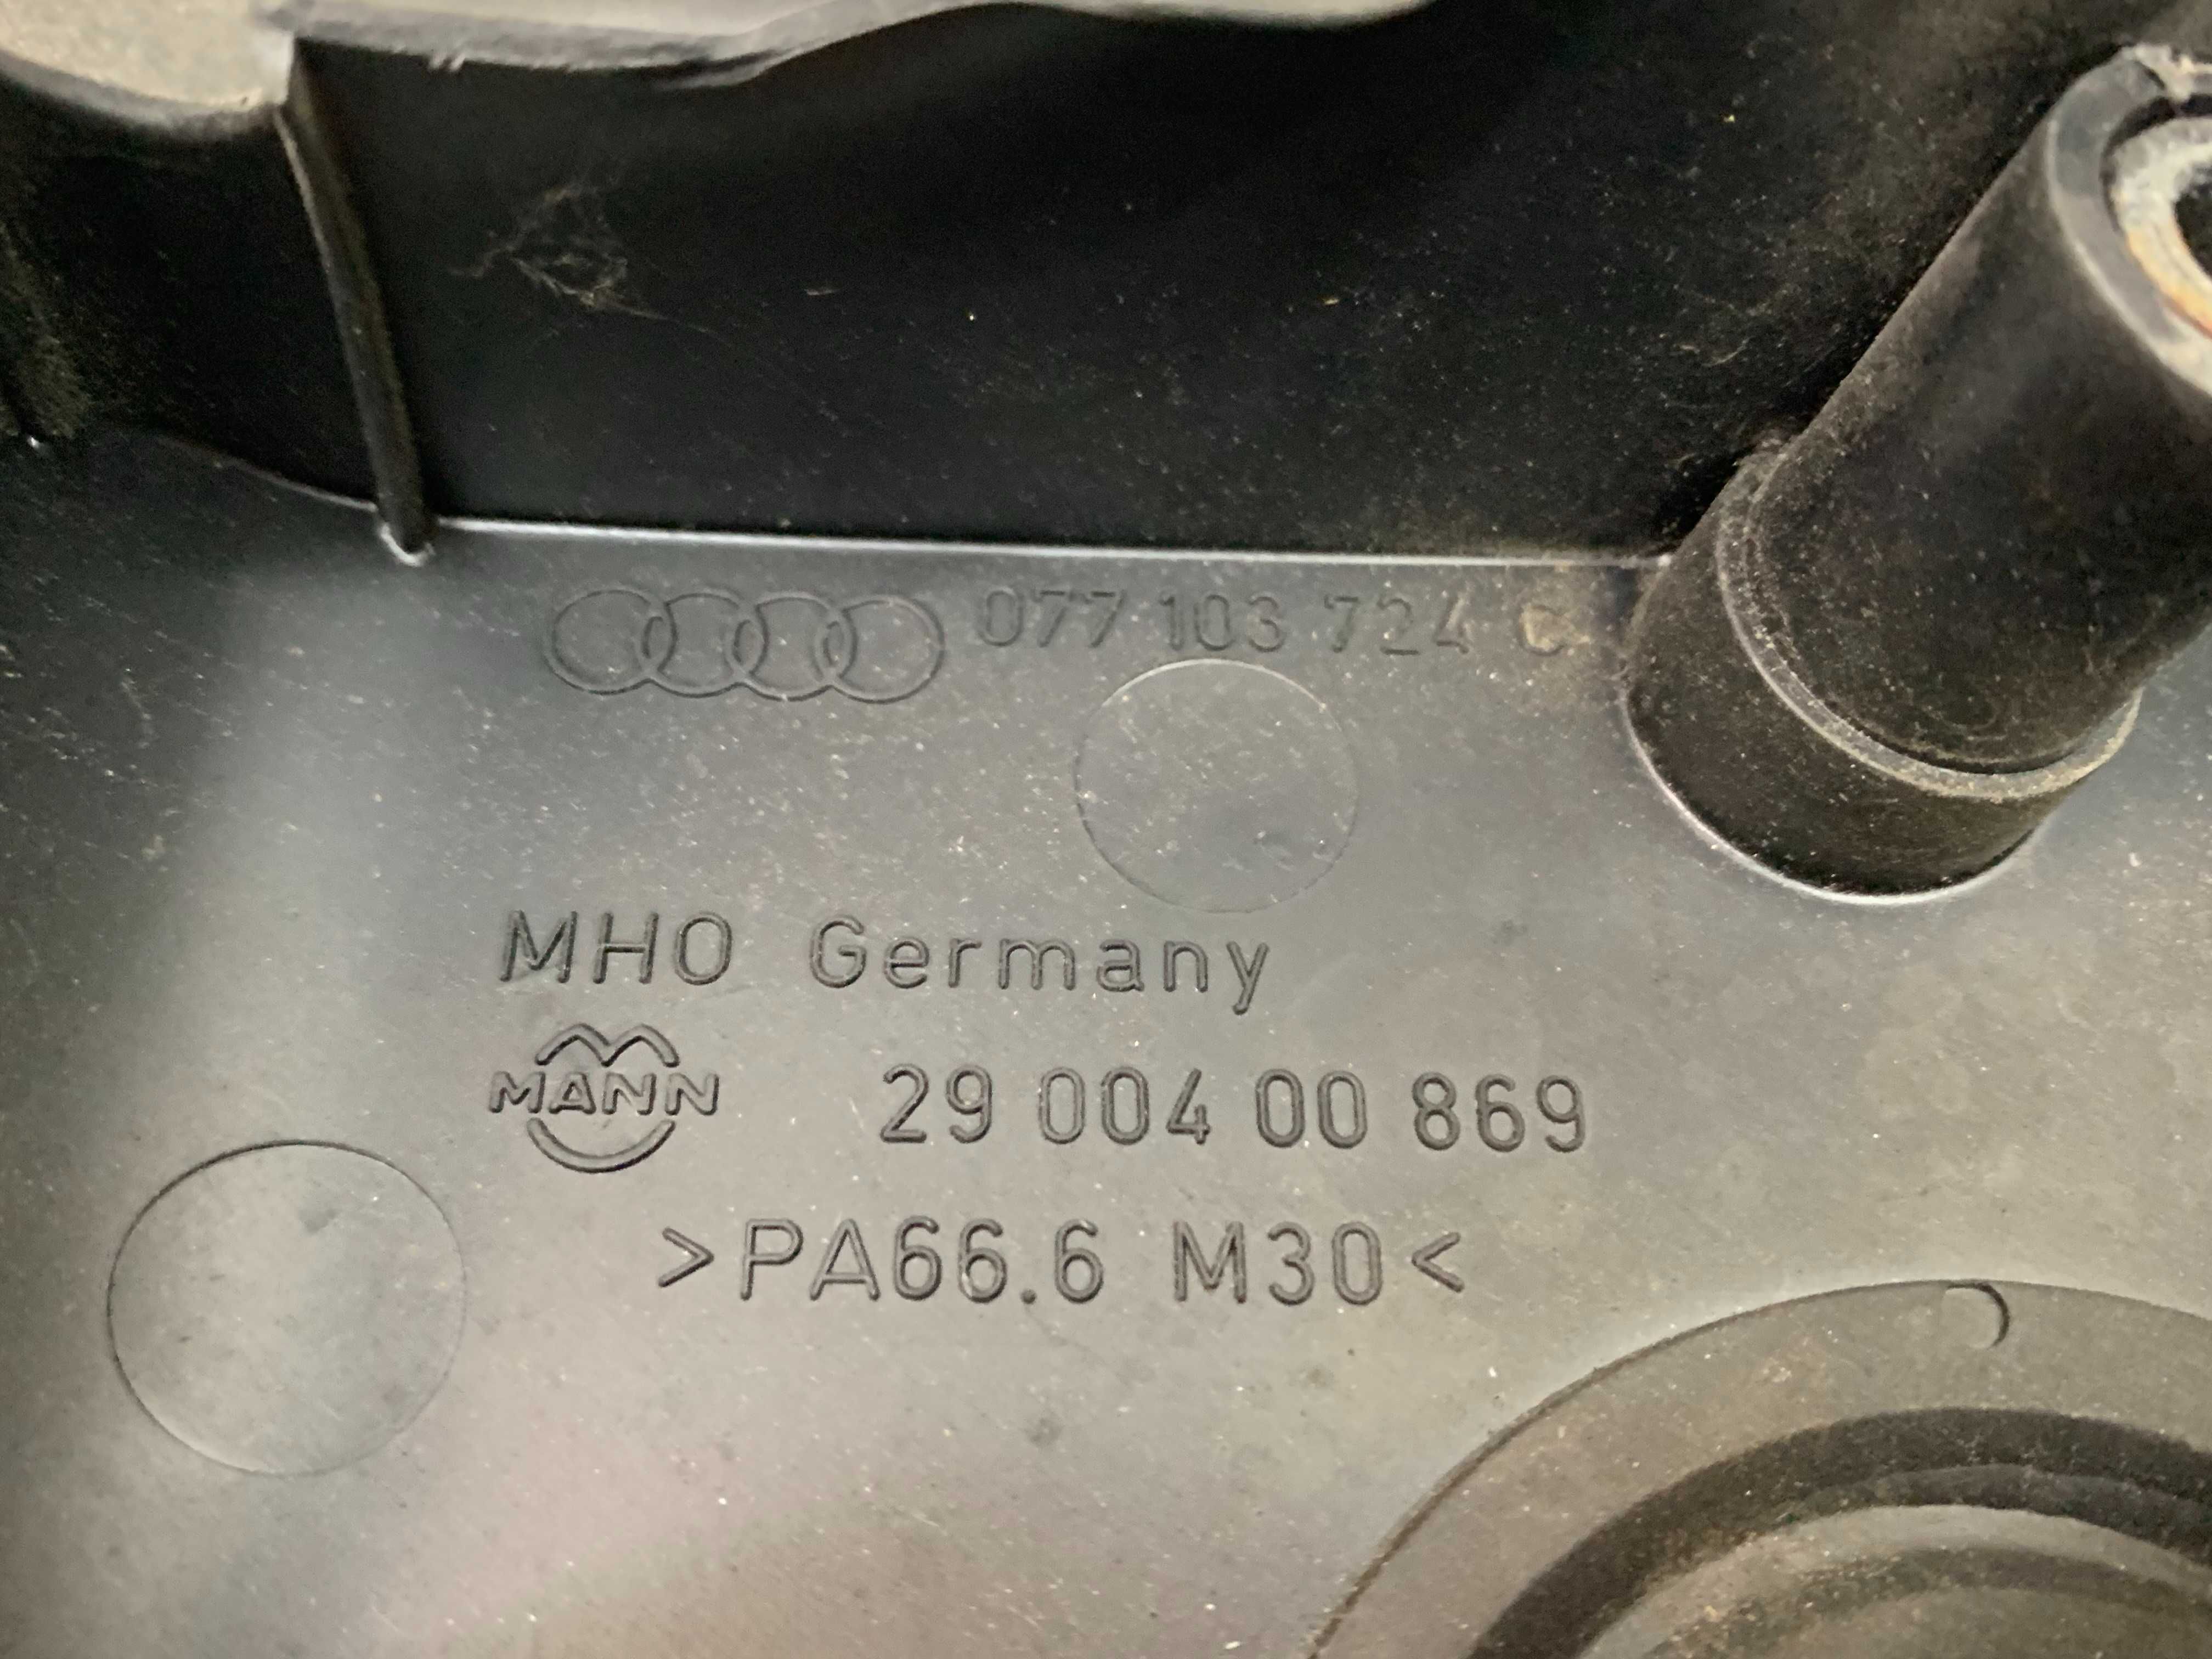 077 103 724 C
MHO Germany
MANN 29 004 00 869
>PA66.6 M30<